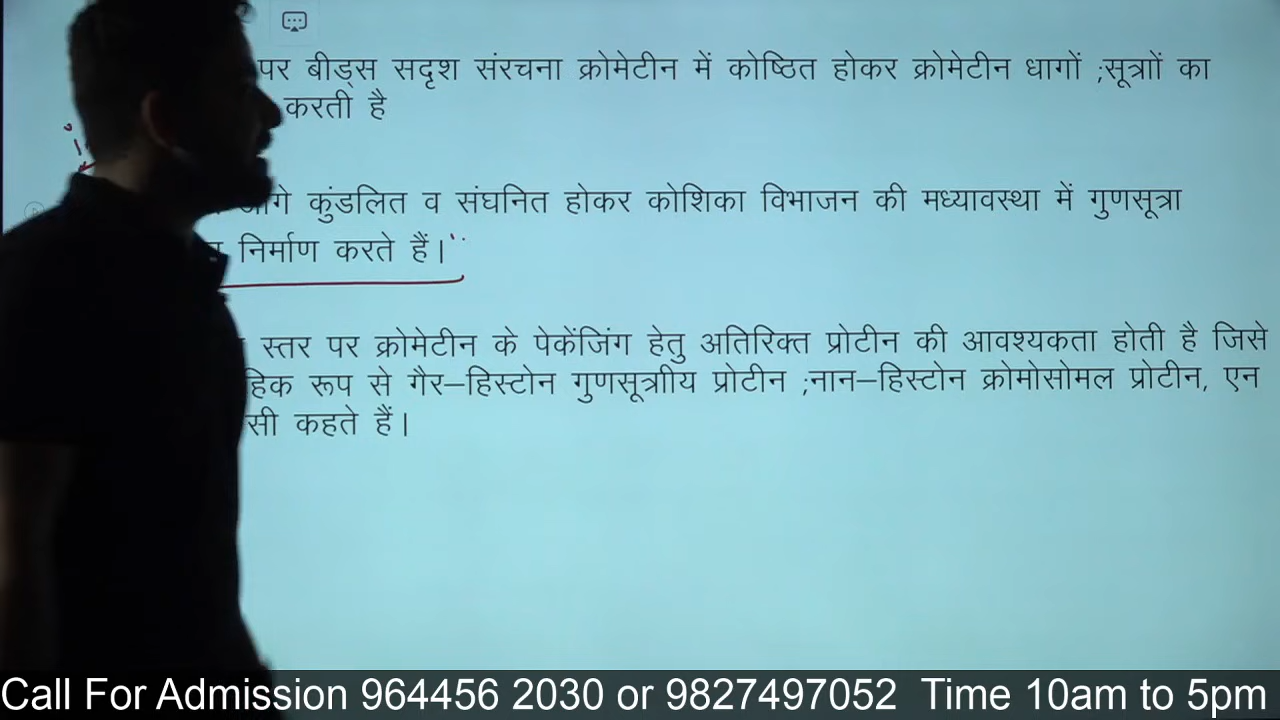 पर बीड्स सदृश संरचना क्रोमेटीन में कोष्ठित होकर क्रोमेटीन धागों ;सूत्राों का
करती है
कुंडलित व संघनित होकर कोशिका विभाजन की मध्यावस्था में गुणसूत्रा
निर्माण करते हैं।
स्तर पर क्रोमेटीन के पेकेंजिंग हेतु अतिरिक्त प्रोटीन की आवश्यकता होती है जिसे
हिक रूप से गैर–हिस्टोन गुणसूत्राीय प्रोटीन ;नान–हिस्टोन क्रोमोसोमल प्रोटीन, एन
सी कहते हैं।
Call For Admission 964456 2030 or 9827497052 Time 10am to 5pm